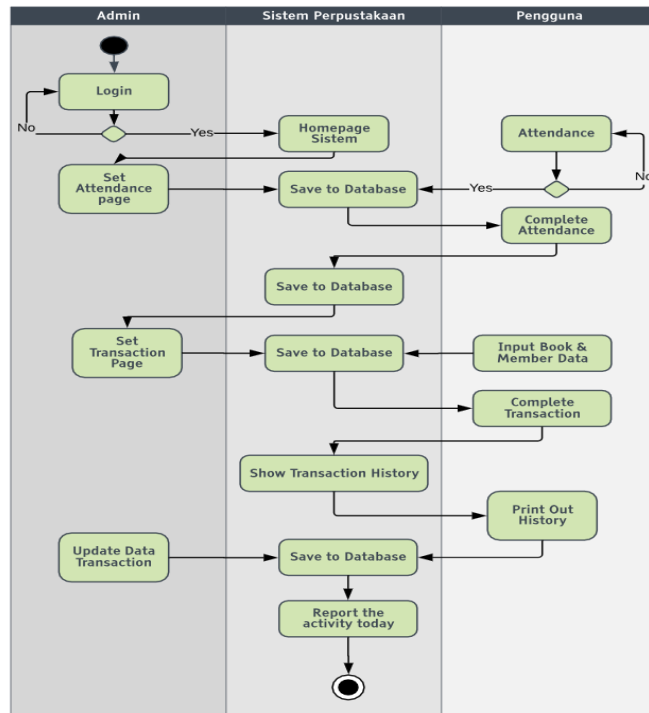 Admin
Sistem Perpustakaan
Pengguna
Login
No
Yes
Homepage
Sistem
Attendance
Set
Attendance
page
Save to Database
Yes
No
Complete
Attendance
Save to Database
Set
Transaction
Page
Save to Database
Input Book &
Member Data
Complete
Transaction
Show Transaction History
Print Out
History
Update Data
Transaction
Save to Database
Report the
activity today